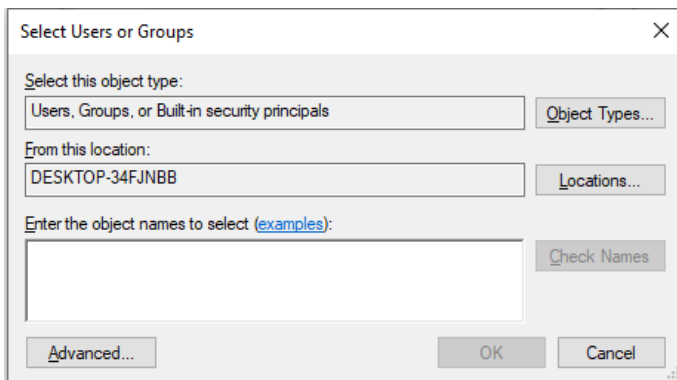 Select Users or Groups
Select this object type:
Users, Groups, or Built-in security principals
Object Types...
From this location:
DESKTOP-34FJNBB
Locations...
Enter the object names to select (examples):
Check Names
Advanced...
OK
Cancel